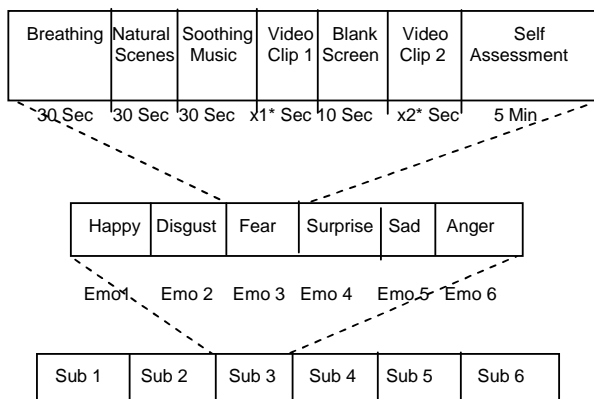 Breathing Natural Scenes Soothing Music Video Clip 1 Blank Screen Video Clip 2 Self Assessment
30 Sec 30 Sec 30 Sec x1* Sec 10 Sec x2* Sec 5 Min
Happy Disgust Fear Surprise Sad Anger
Emo1 Emo 2 Emo 3 Emo 4 Emo 5 Emo 6
Sub 1 Sub 2 Sub 3 Sub 4 Sub 5 Sub 6